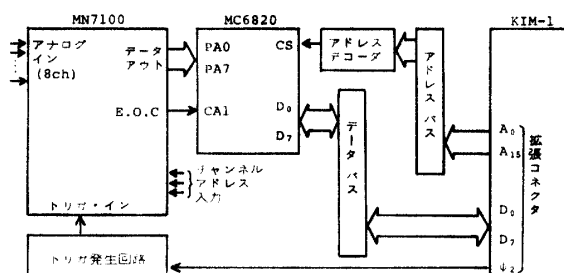 MN7100
MC6820
KIM-1
アナログ
イン
(8ch)
データ
アウト
E.O.C
トリガ・イン
PA0
PA7
CA1
CS
D₀
D₇
アドレス
デコーダ
アドレス バス
データ バス
チャンネル
アドレス
入力
A₀
A₁₅
D₀
D₇
拡張コネクタ
トリガ発生回路